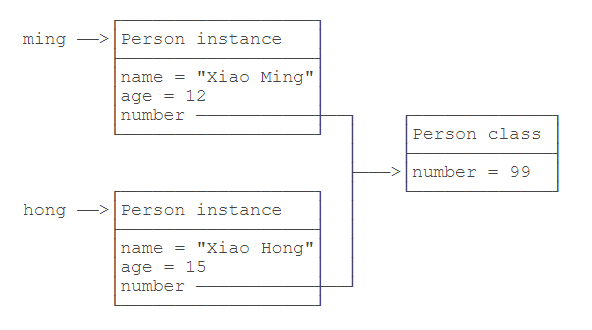 ming ──>
Person instance
name = "Xiao Ming"
age = 12
number
Person class
number = 99
hong ──>
Person instance
name = "Xiao Hong"
age = 15
number